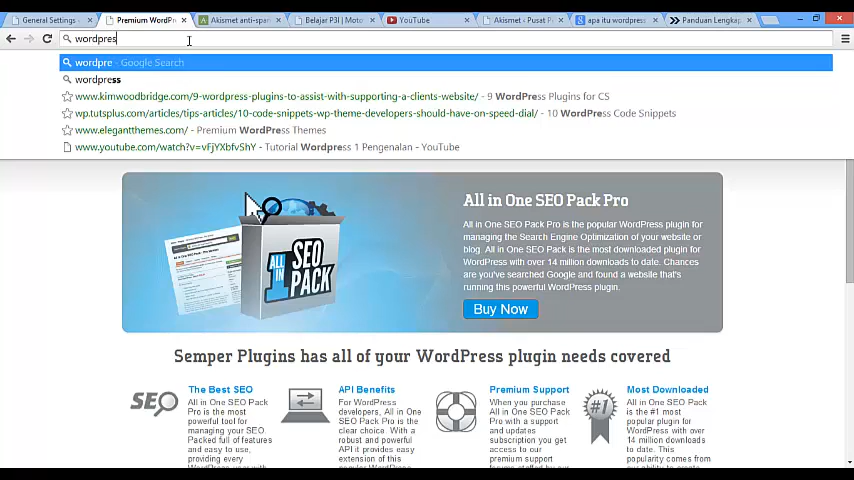 General Settings
Premium WordPr
Akismet anti-spar
Belajar P3I | Moto
YouTube
Akismet ‹ Pusat P
apa itu wordpress
Panduan Lengkap
wordpres
wordpre - Google Search
wordpress
www.kimwoodbridge.com/9-wordpress-plugins-to-assist-with-supporting-a-clients-website/ - 9 WordPress Plugins for CS
wp.tutsplus.com/articles/tips-articles/10-code-snippets-wp-theme-developers-should-have-on-speed-dial/ - 10 WordPress Code Snippets
www.elegantthemes.com/ - Premium WordPress Themes
www.youtube.com/watch?v=vFjYXbfvShY - Tutorial Wordpress 1 Pengenalan - YouTube
ALL IN 1 SEO PACK
All in One SEO Pack Pro
All in One SEO Pack Pro is the popular WordPress plugin for
managing the Search Engine Optimization of your website or
blog. All in One SEO Pack is the most downloaded plugin for
WordPress with over 14 million downloads to date. Chances
are you've searched Google and found a website that's
running this powerful WordPress plugin.
Buy Now
Semper Plugins has all of your WordPress plugin needs covered
SEO
The Best SEO
All in One SEO Pack
Pro is the most
powerful tool for
managing your SEO.
Packed full of features
and easy to use,
providing every
API Benefits
For WordPress
developers, All in One
SEO Pack Pro is the
clear choice. With a
robust and powerful
API it provides easy
extension of this
Premium Support
When you purchase
All in One SEO Pack
Pro with a support
and updates
subscription you get
access to our
premium support
#1
Most Downloaded
All in One SEO Pack
is the #1 most
popular plugin for
WordPress with over
14 million downloads
to date. This
popularity comes